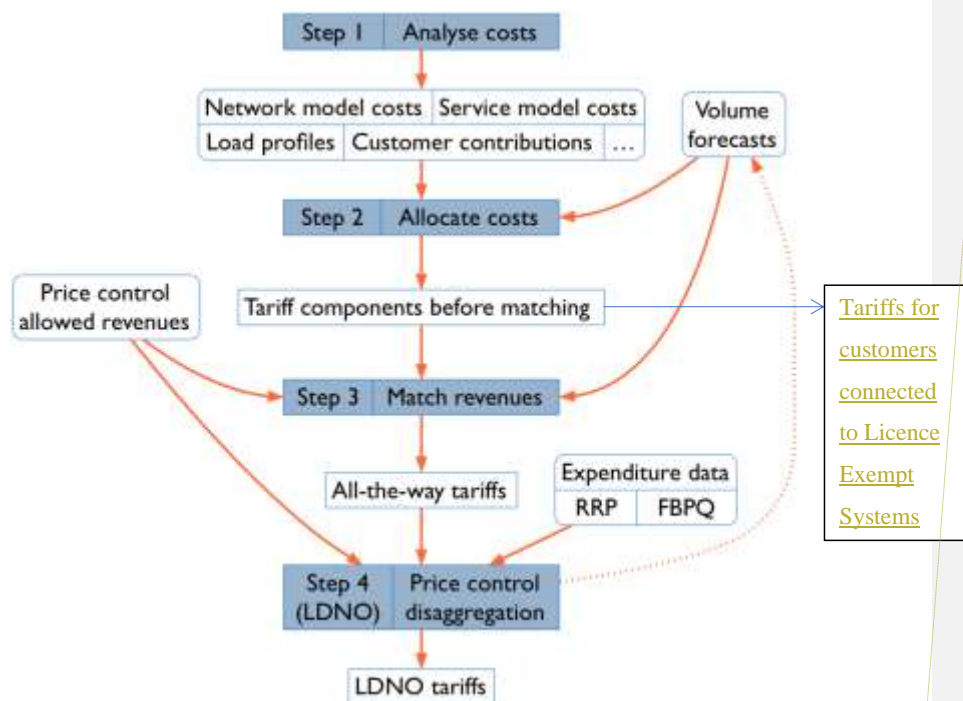 Step 1 Analyse costs
Network model costs Service model costs
Load profiles Customer contributions ...
Volume
forecasts
Step 2 Allocate costs
Price control
allowed revenues
Tariff components before matching
Tariffs for
customers
connected
to Licence
Exempt
Systems
Step 3 Match revenues
All-the-way tariffs
Expenditure data
RRP FBPQ
Step 4
(LDNO)
Price control
disaggregation
LDNO tariffs